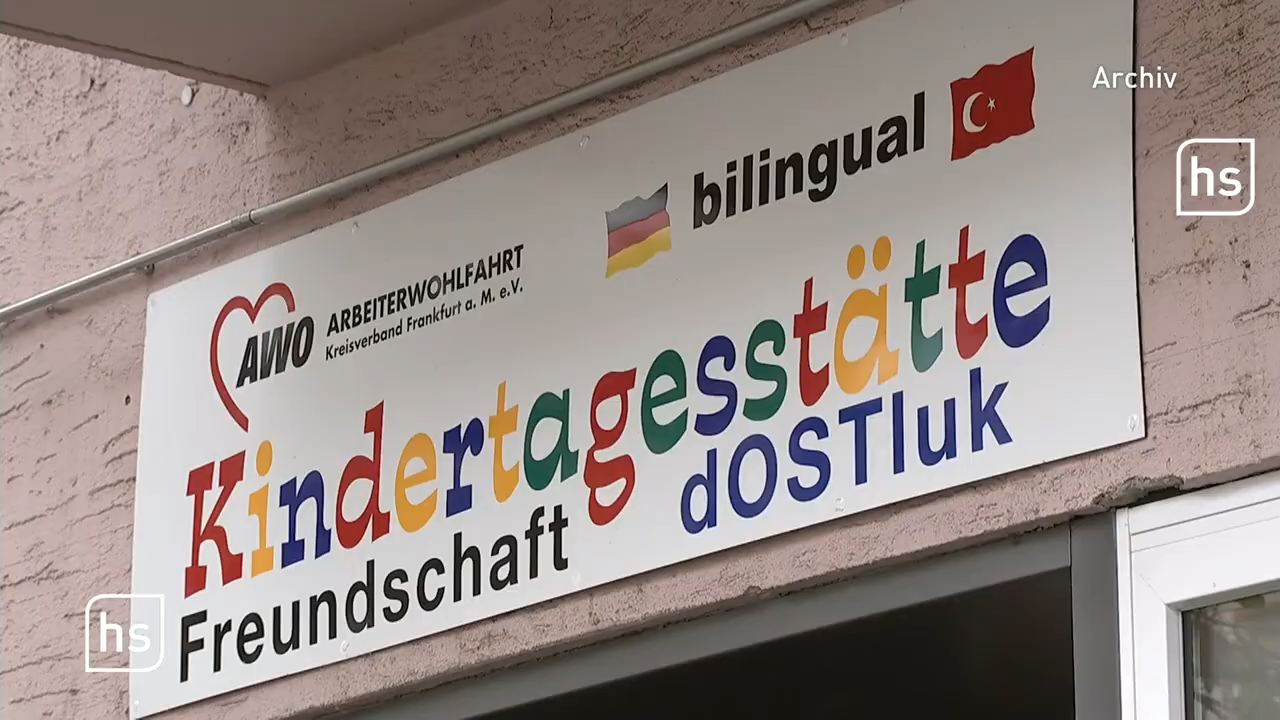 Archiv
hs
bilingual
AWO
ARBEITERWOHLFAHRT
Kreisverband Frankfurt a. M. e.V.
Kindertagesstätte
Freundschaft
dOSTluk
hs